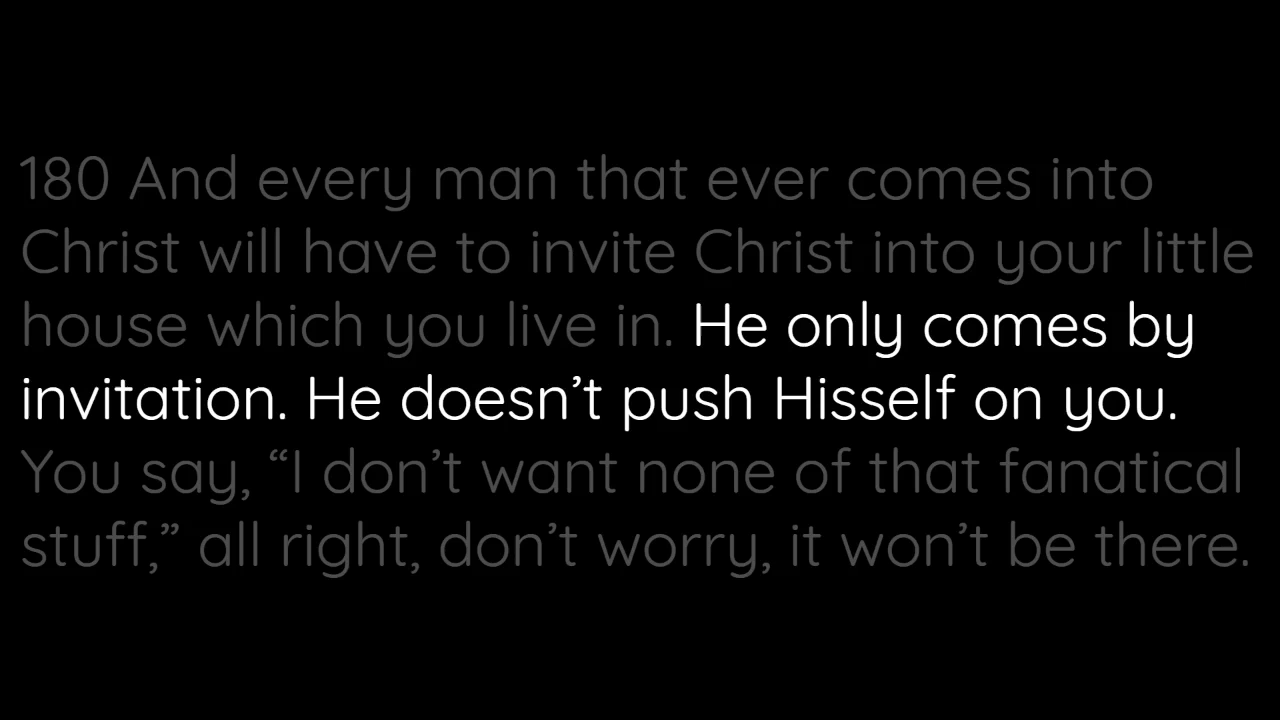 180 And every man that ever comes into
Christ will have to invite Christ into your little
house which you live in. He only comes by
invitation. He doesn’t push Hisself on you.
You say, “I don’t want none of that fanatical
stuff,” all right, don’t worry, it won’t be there.